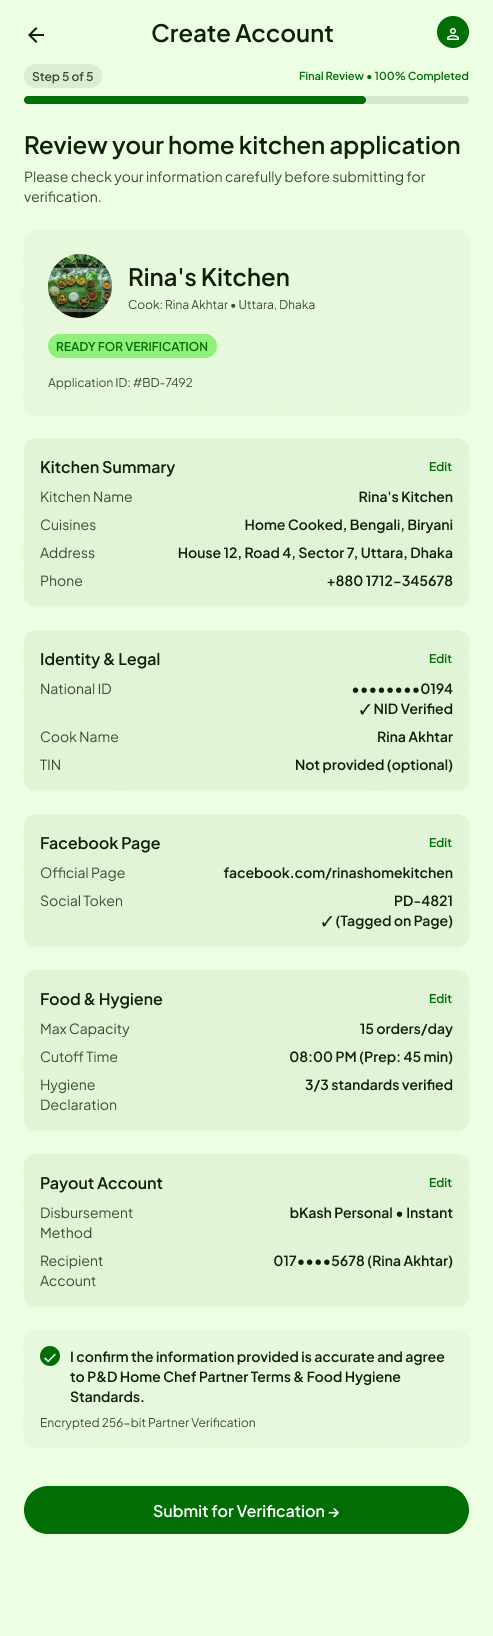 Create Account
Step 5 of 5
Final Review • 100% Completed
Review your home kitchen application
Please check your information carefully before submitting for
verification.
Rina's Kitchen
Cook: Rina Akhtar • Uttara, Dhaka
READY FOR VERIFICATION
Application ID: #BD-7492
Kitchen Summary
Edit
Kitchen Name
Rina's Kitchen
Cuisines
Home Cooked, Bengali, Biryani
Address
House 12, Road 4, Sector 7, Uttara, Dhaka
Phone
+880 1712-345678
Identity & Legal
Edit
National ID
••••••••0194
✓ NID Verified
Cook Name
Rina Akhtar
TIN
Not provided (optional)
Facebook Page
Edit
Official Page
facebook.com/rinashomekitchen
Social Token
PD-4821
✓ (Tagged on Page)
Food & Hygiene
Edit
Max Capacity
15 orders/day
Cutoff Time
08:00 PM (Prep: 45 min)
Hygiene
Declaration
3/3 standards verified
Payout Account
Edit
Disbursement
Method
bKash Personal • Instant
Recipient
Account
017••••5678 (Rina Akhtar)
I confirm the information provided is accurate and agree
to P&D Home Chef Partner Terms & Food Hygiene
Standards.
Encrypted 256-bit Partner Verification
Submit for Verification →